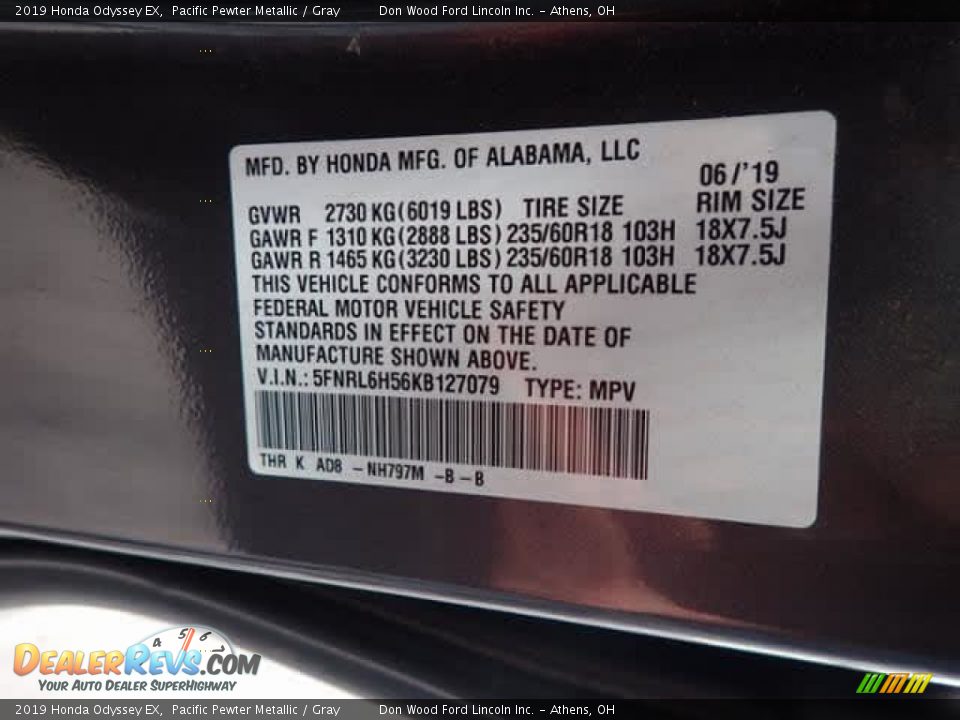 2019 Honda Odyssey EX, Pacific Pewter Metallic / Gray Don Wood Ford Lincoln Inc. - Athens, OH
MFD. BY HONDA MFG. OF ALABAMA, LLC
06/'19
GVWR 2730 KG(6019 LBS) TIRE SIZE RIM SIZE
GAWR F 1310 KG(2888 LBS) 235/60R18 103H 18X7.5J
GAWR R 1465 KG(3230 LBS) 235/60R18 103H 18X7.5J
THIS VEHICLE CONFORMS TO ALL APPLICABLE
FEDERAL MOTOR VEHICLE SAFETY
STANDARDS IN EFFECT ON THE DATE OF
MANUFACTURE SHOWN ABOVE.
V.I.N.: 5FNRL6H56KB127079 TYPE: MPV
THR K AD8 -NH797M -B-B
4 5 6
DEALERREVS.COM
YOUR AUTO DEALER SUPERHIGHWAY
2019 Honda Odyssey EX, Pacific Pewter Metallic / Gray Don Wood Ford Lincoln Inc. - Athens, OH